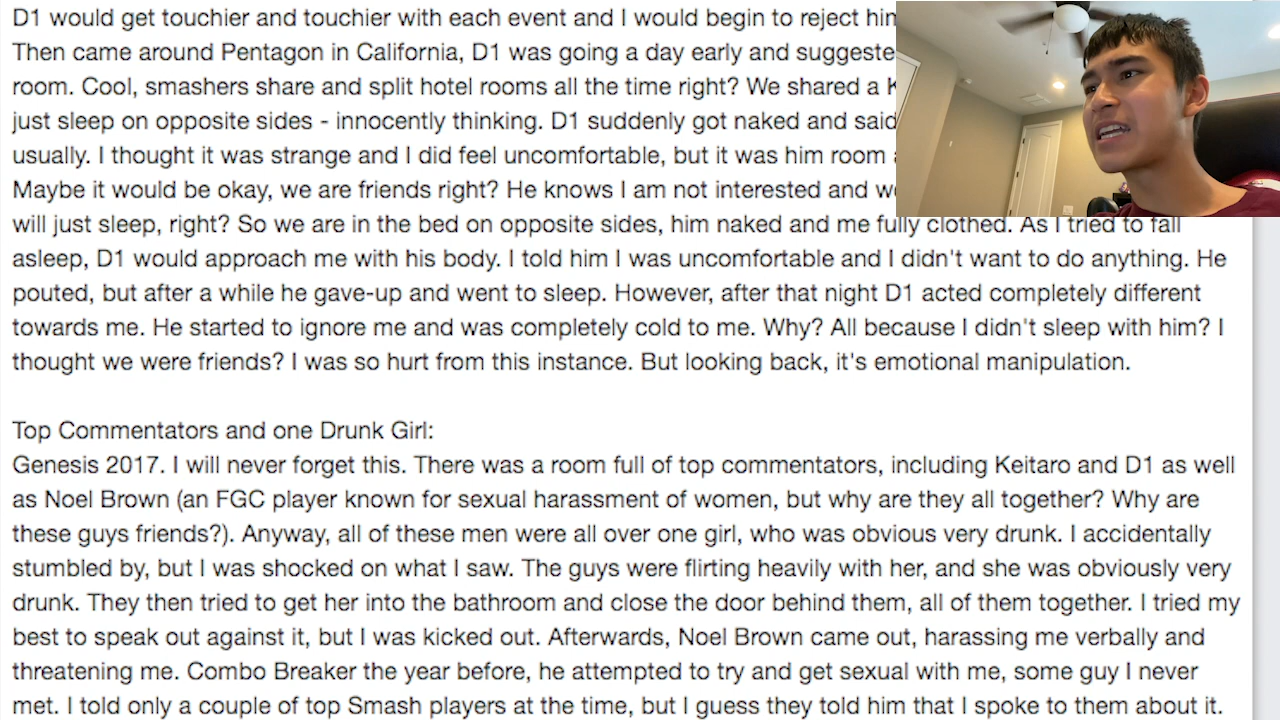 D1 would get touchier and touchier with each event and I would begin to reject
Then came around Pentagon in California, D1 was going a day early and
room. Cool, smashers share and split hotel rooms all the time right? We shared a
just sleep on opposite sides - innocently thinking. D1 suddenly got naked and said
usually. I thought it was strange and I did feel uncomfortable, but it was him room
Maybe it would be okay, we are friends right? He knows I am not interested and
will just sleep, right? So we are in the bed on opposite sides, him naked and me fully clothed. As I tried to fall
asleep, D1 would approach me with his body. I told him I was uncomfortable and I didn't want to do anything. He
pouted, but after a while he gave-up and went to sleep. However, after that night D1 acted completely different
towards me. He started to ignore me and was completely cold to me. Why? All because I didn't sleep with him? I
thought we were friends? I was so hurt from this instance. But looking back, it's emotional manipulation.
Top Commentators and one Drunk Girl:
Genesis 2017. I will never forget this. There was a room full of top commentators, including Keitaro and D1 as well
as Noel Brown (an FGC player known for sexual harassment of women, but why are they all together? Why are
these guys friends?). Anyway, all of these men were all over one girl, who was obvious very drunk. I accidentally
stumbled by, but I was shocked on what I saw. The guys were flirting heavily with her, and she was obviously very
drunk. They then tried to get her into the bathroom and close the door behind them, all of them together. I tried my
best to speak out against it, but I was kicked out. Afterwards, Noel Brown came out, harassing me verbally and
threatening me. Combo Breaker the year before, he attempted to try and get sexual with me, some guy I never
met. I told only a couple of top Smash players at the time, but I guess they told him that I spoke to them about it.